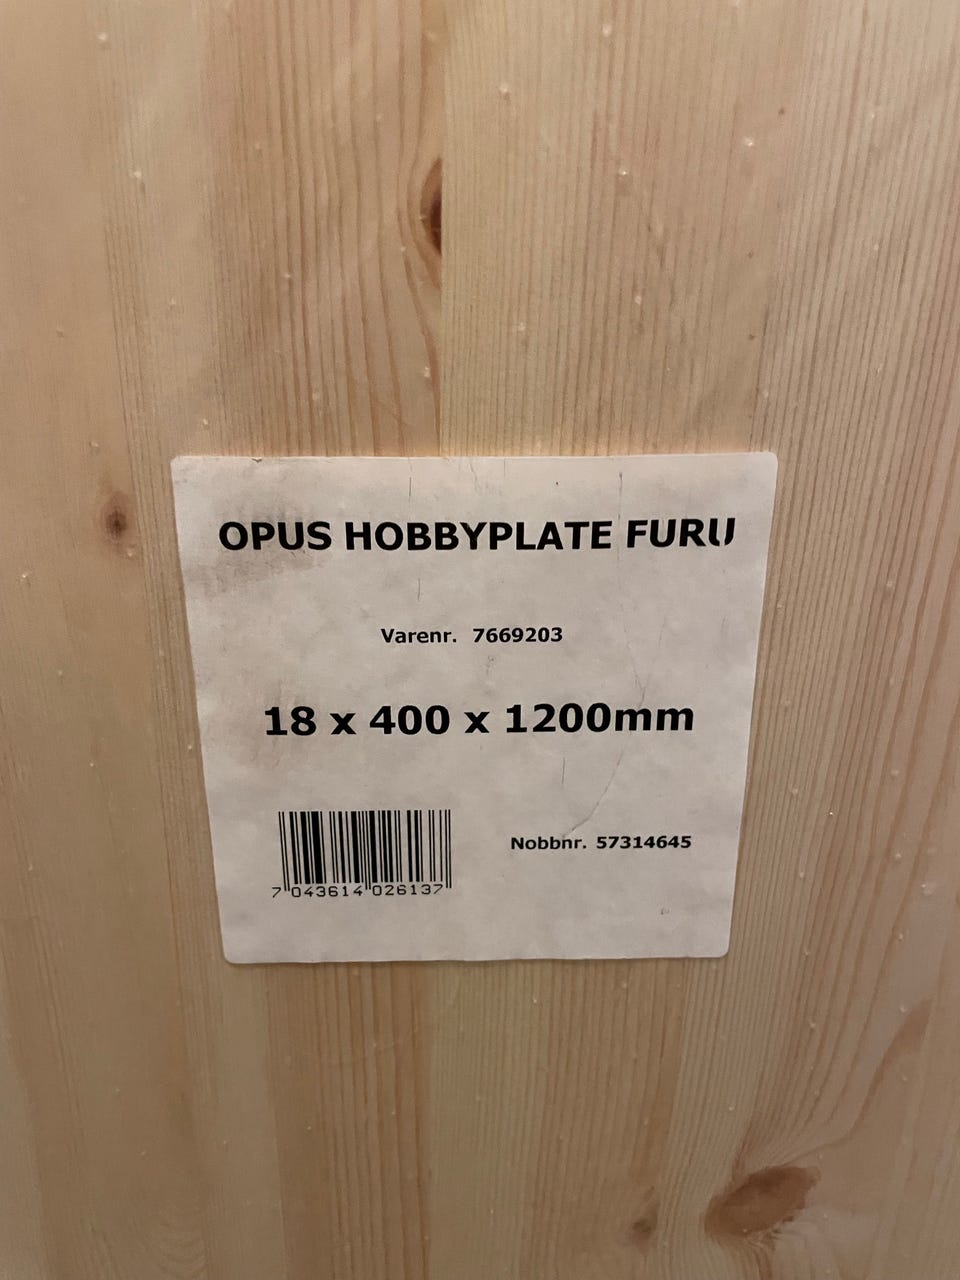 OPUS HOBBYPLATE FURU
Varenr. 7669203
18 x 400 x 1200mm
Nobbnr. 57314645
7 043614 026137